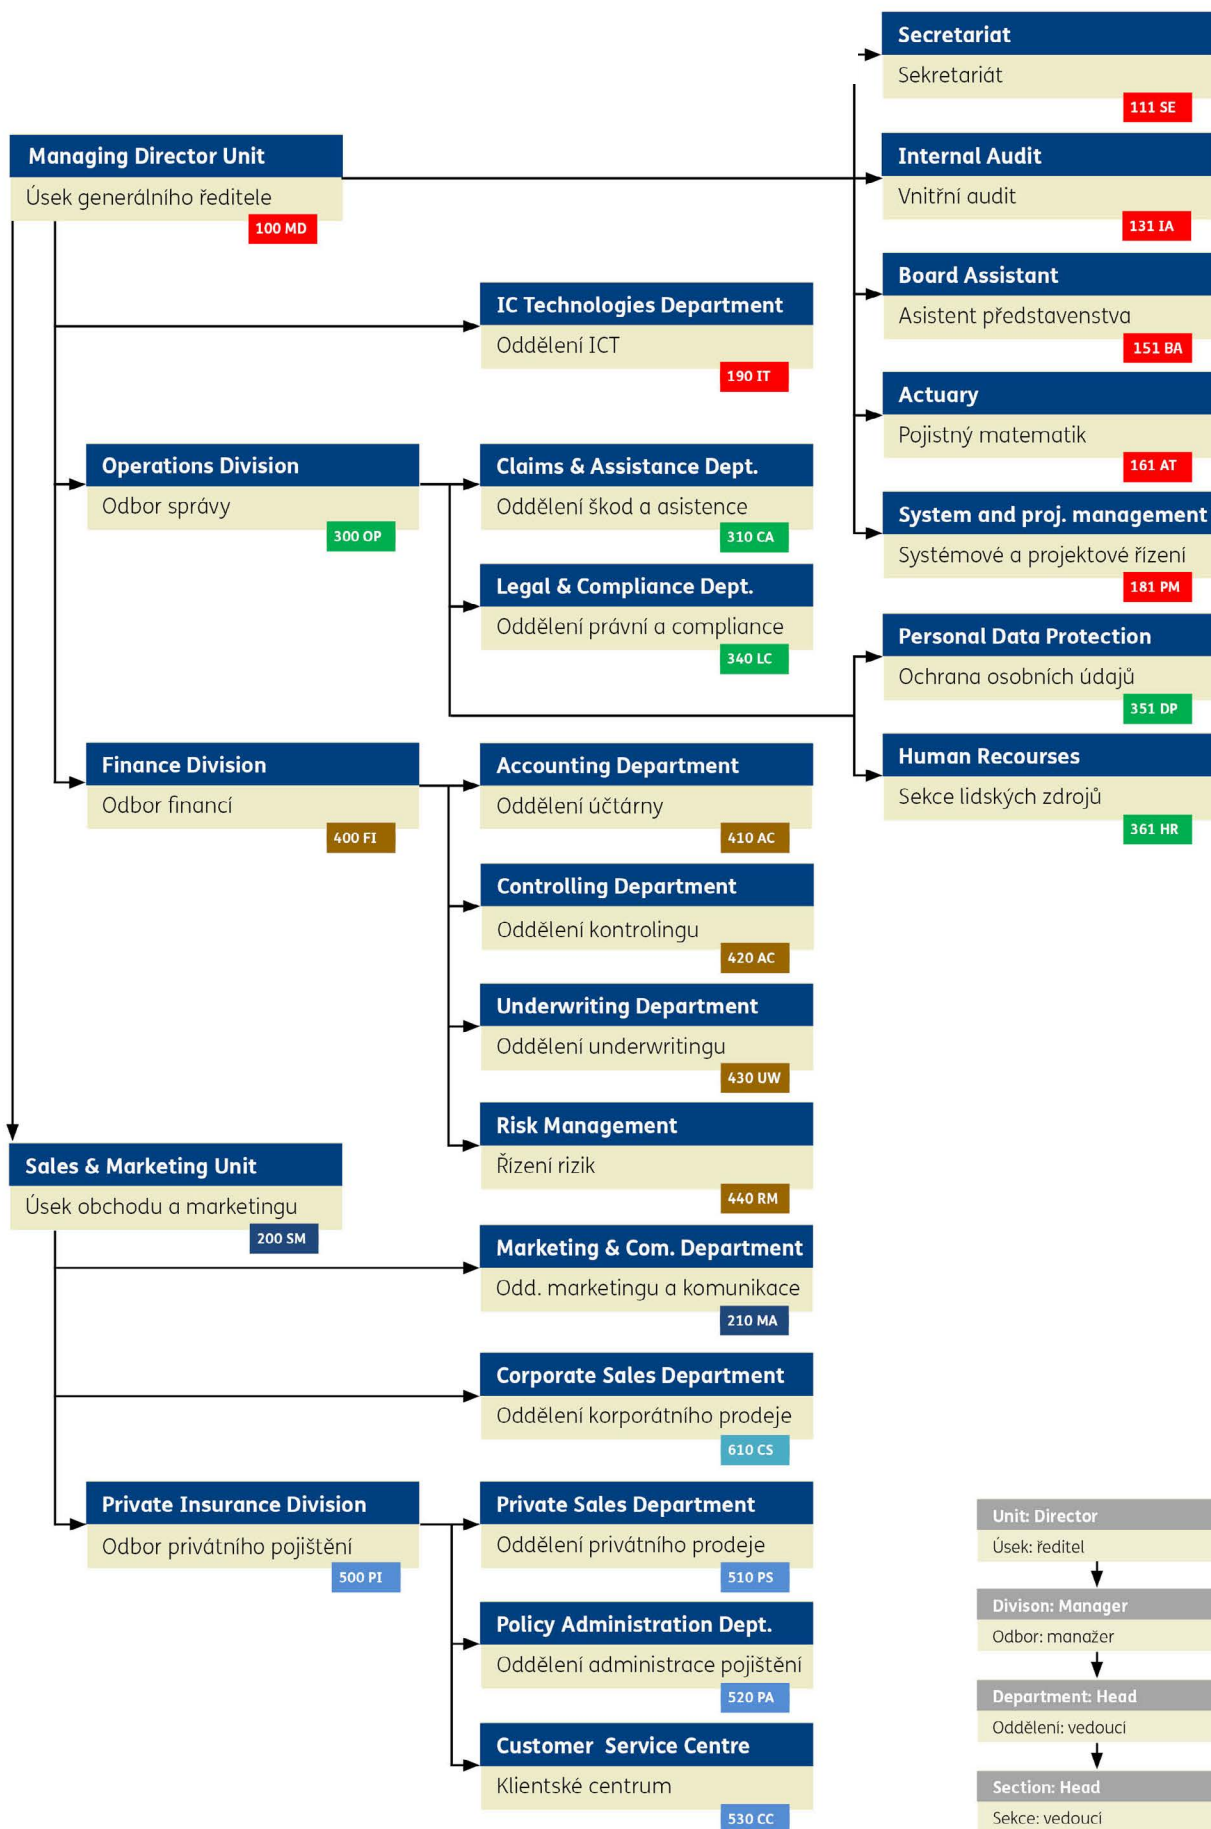 Secretariat
Sekretariát
111 SE
Managing Director Unit
Úsek generálního ředitele
100 MD
Internal Audit
Vnitřní audit
131 IA
Board Assistant
Asistent představenstva
151 BA
IC Technologies Department
Oddělení ICT
190 IT
Actuary
Pojistný matematik
161 AT
Operations Division
Odbor správy
300 OP
Claims & Assistance Dept.
Oddělení škod a asistence
310 CA
System and proj. management
Systémové a projektové řízení
181 PM
Legal & Compliance Dept.
Oddělení právní a compliance
340 LC
Personal Data Protection
Ochrana osobních údajů
351 DP
Finance Division
Odbor financí
400 FI
Accounting Department
Oddělení účtárny
410 AC
Human Recourses
Sekce lidských zdrojů
361 HR
Controlling Department
Oddělení kontrolingu
420 AC
Underwriting Department
Oddělení underwritingu
430 UW
Risk Management
Řízení rizik
440 RM
Sales & Marketing Unit
Úsek obchodu a marketingu
200 SM
Marketing & Com. Department
Odd. marketingu a komunikace
210 MA
Corporate Sales Department
Oddělení korporátního prodeje
610 CS
Private Insurance Division
Odbor privátního pojištění
500 PI
Private Sales Department
Oddělení privátního prodeje
510 PS
Policy Administration Dept.
Oddělení administrace pojištění
520 PA
Customer Service Centre
Klientské centrum
530 CC
Unit: Director
Úsek: ředitel
Divison: Manager
Odbor: manažer
Department: Head
Oddělení: vedoucí
Section: Head
Sekce: vedoucí